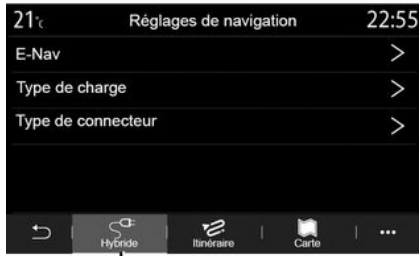 21°c Réglages de navigation 22:55
E-Nav
Type de charge
Type de connecteur
Hybride Itinéraire Carte